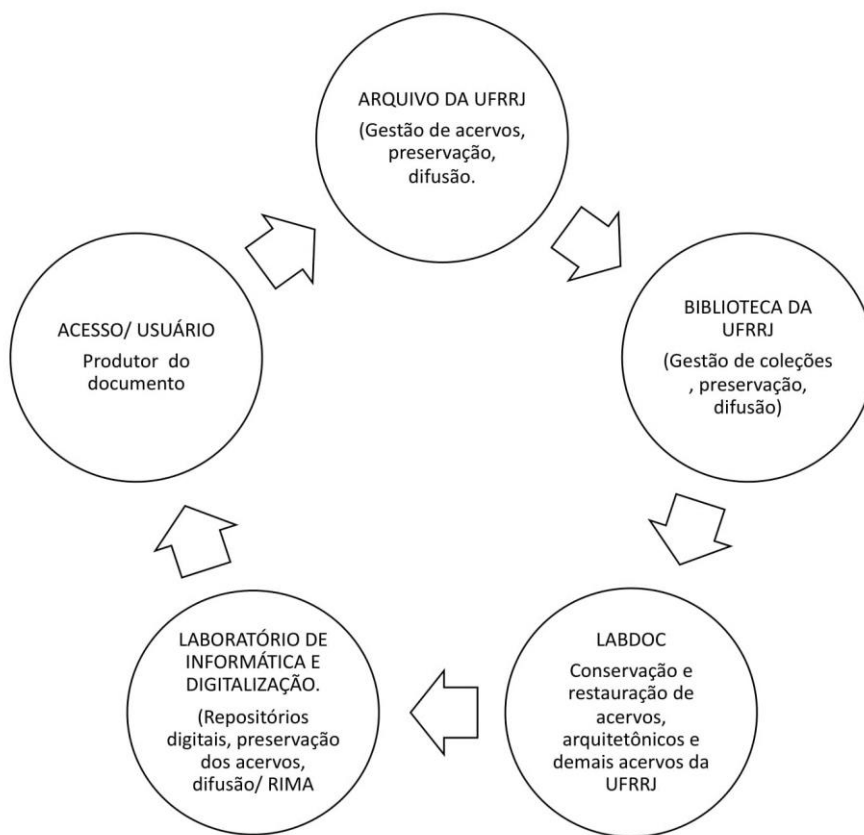 ARQUIVO DA UFRRJ
(Gestão de acervos,
preservação,
difusão.
BIBLIOTECA DA
UFRRJ
(Gestão de coleções
, preservação,
difusão)
LABDOC
Conservação e
restauração de
acervos,
arquitetônicos e
demais acervos da
UFRRJ
LABORATÓRIO DE
INFORMÁTICA E
DIGITALIZAÇÃO.
(Repositórios
digitais, preservação
dos acervos,
difusão/ RIMA
ACESSO/ USUÁRIO
Produtor do
documento